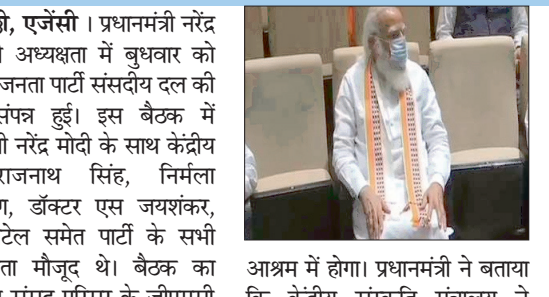 एजेंसी । प्रधानमंत्री नरेंद्र
अध्यक्षता में बुधवार को
जनता पार्टी संसदीय दल की
संपन्न हुई। इस बैठक में
नरेंद्र मोदी के साथ केंद्रीय
राजनाथ सिंह, निर्मला
डॉक्टर एस जयशंकर,
समेत पार्टी के सभी
मौजूद थे। बैठक का
आश्रम में होगा। प्रधानमंत्री ने बताया